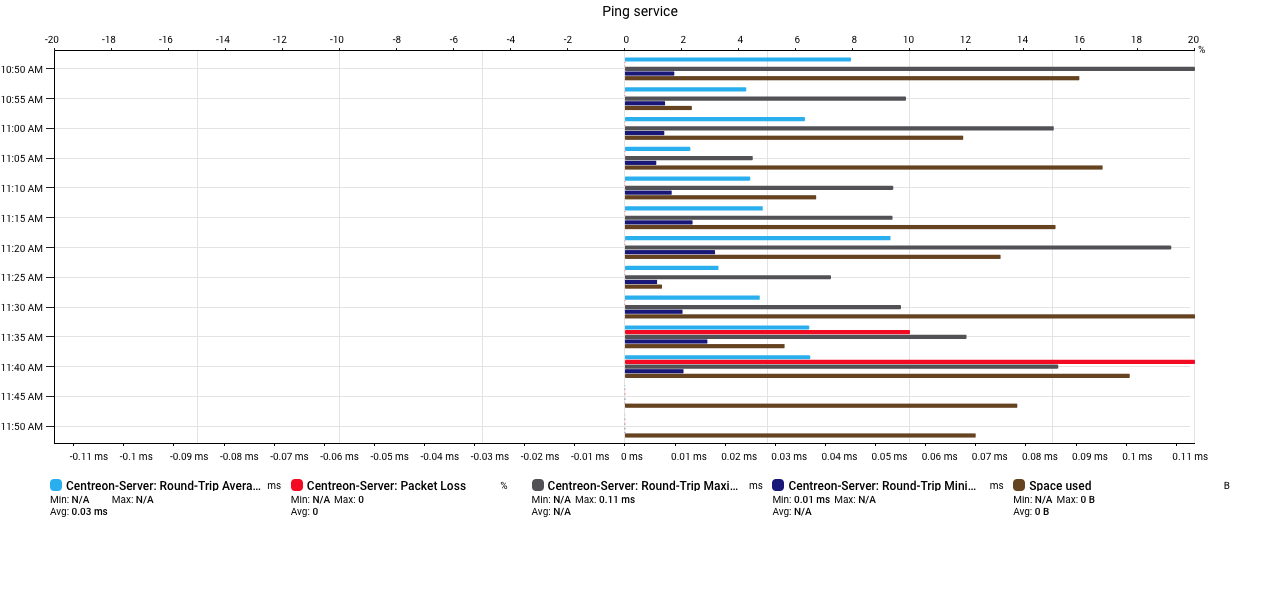 Ping service
-20 -18 -16 -14 -12 -10 -8 -6 -4 -2 0 2 4 6 8 10 12 14 16 18 20
%
10:50 AM
10:55 AM
11:00 AM
11:05 AM
11:10 AM
11:15 AM
11:20 AM
11:25 AM
11:30 AM
11:35 AM
11:40 AM
11:45 AM
11:50 AM
-0.11 ms -0.1 ms -0.09 ms -0.08 ms -0.07 ms -0.06 ms -0.05 ms -0.04 ms -0.03 ms -0.02 ms -0.01 ms 0 ms 0.01 ms 0.02 ms 0.03 ms 0.04 ms 0.05 ms 0.06 ms 0.07 ms 0.08 ms 0.09 ms 0.1 ms 0.11 ms
Centreon-Server: Round-Trip Avera... ms Centreon-Server: Packet Loss % Centreon-Server: Round-Trip Maxi... ms Centreon-Server: Round-Trip Mini... ms Space used B
Min: N/A Max: N/A Min: N/A Max: 0 Min: N/A Max: 0.11 ms Min: 0.01 ms Max: N/A Min: N/A Max: 0 B
Avg: 0.03 ms Avg: 0 Avg: N/A Avg: N/A Avg: 0 B